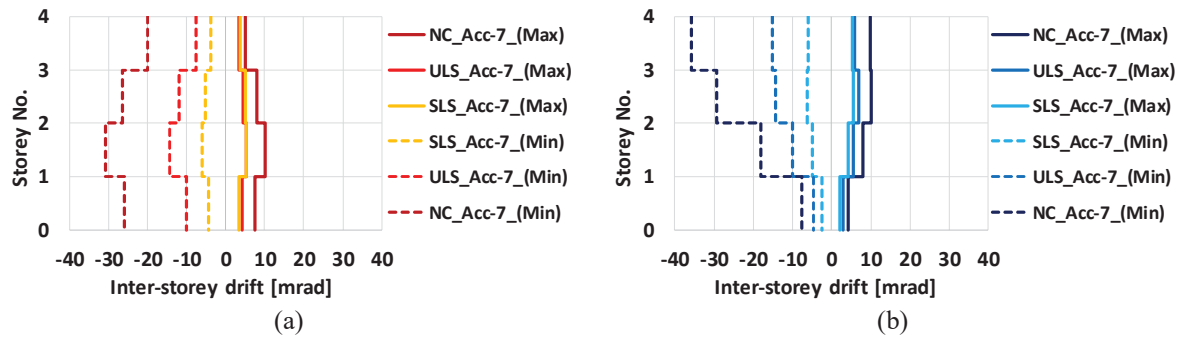 4
3
2
1
0
Storey No.
-40 -30 -20 -10 0 10 20 30 40
Inter-storey drift [mrad]
NC_Acc-7_(Max)
ULS_Acc-7_(Max)
SLS_Acc-7_(Max)
SLS_Acc-7_(Min)
ULS_Acc-7_(Min)
NC_Acc-7_(Min)
(a)
4
3
2
1
0
Storey No.
-40 -30 -20 -10 0 10 20 30 40
Inter-storey drift [mrad]
NC_Acc-7_(Max)
ULS_Acc-7_(Max)
SLS_Acc-7_(Max)
SLS_Acc-7_(Min)
ULS_Acc-7_(Min)
NC_Acc-7_(Min)
(b)